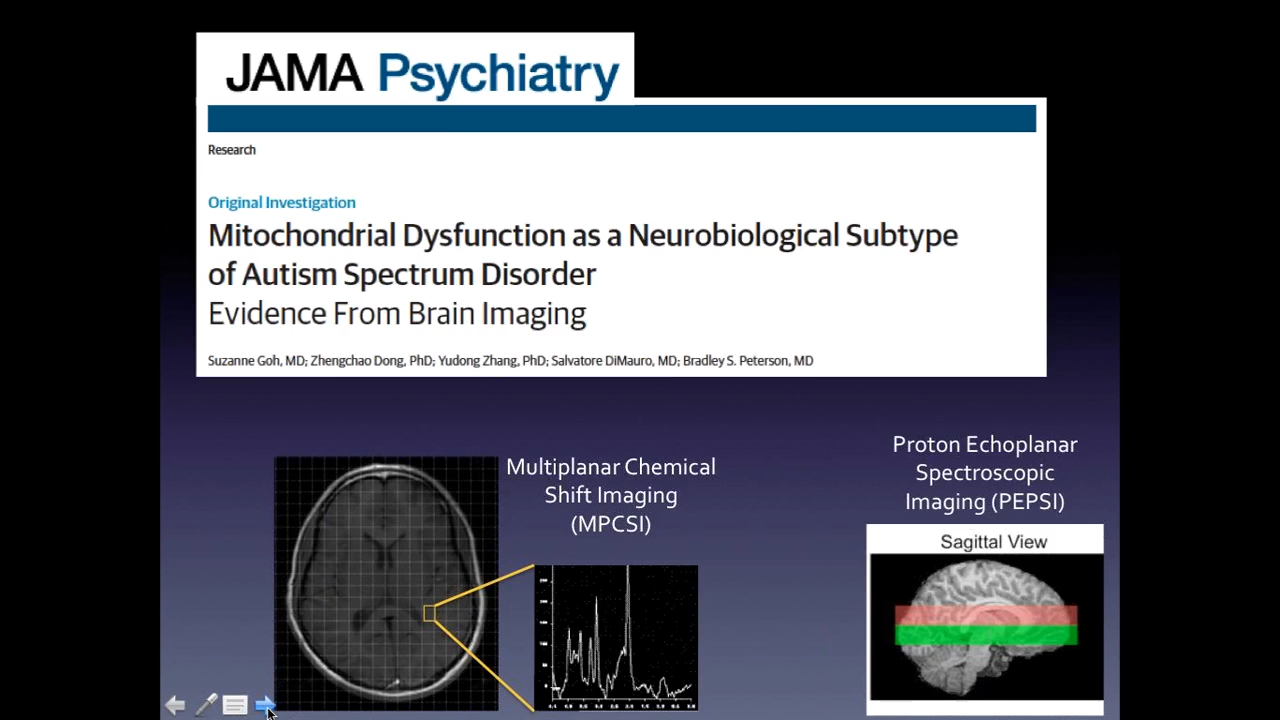 JAMA Psychiatry
Research
Original Investigation
Mitochondrial Dysfunction as a Neurobiological Subtype
of Autism Spectrum Disorder
Evidence From Brain Imaging
Suzanne Goh, MD; Zhengchao Dong, PhD; Yudong Zhang, PhD; Salvatore DiMauro, MD; Bradley S. Peterson, MD
Multiplanar Chemical
Shift Imaging
(MPCSI)
Proton Echoplanar
Spectroscopic
Imaging (PEPSI)
Sagittal View